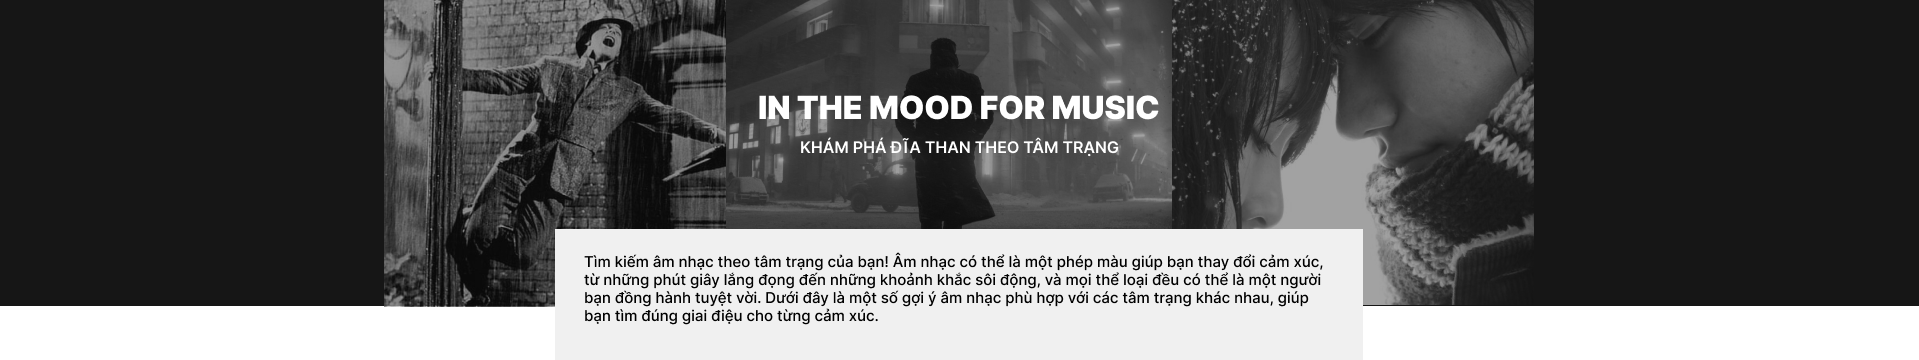 IN THE MOOD FOR MUSIC
KHÁM PHÁ ĐĨA THAN THEO TÂM TRẠNG
Tìm kiếm âm nhạc theo tâm trạng của bạn! Âm nhạc có thể là một phép màu giúp bạn thay đổi cảm xúc,
từ những phút giây lắng đọng đến những khoảnh khắc sôi động, và mọi thể loại đều có thể là một người
bạn đồng hành tuyệt vời. Dưới đây là một số gợi ý âm nhạc phù hợp với các tâm trạng khác nhau, giúp
bạn tìm đúng giai điệu cho từng cảm xúc.